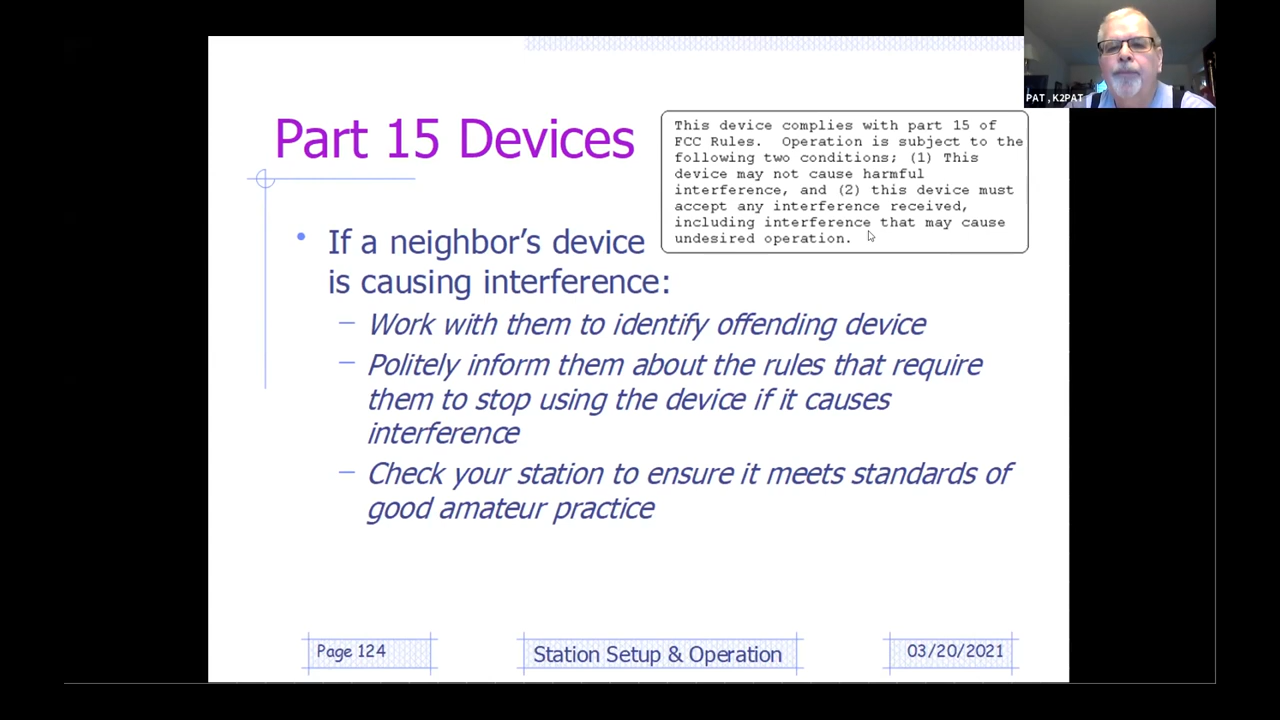 PAT ,K2PAT
Part 15 Devices
This device complies with part 15 of
FCC Rules.  Operation is subject to the
following two conditions; (1) This
device may not cause harmful
interference, and (2) this device must
accept any interference received,
including interference that may cause
undesired operation.
• If a neighbor’s device
is causing interference:
– Work with them to identify offending device
– Politely inform them about the rules that require
them to stop using the device if it causes
interference
– Check your station to ensure it meets standards of
good amateur practice
Page 124
Station Setup & Operation
03/20/2021